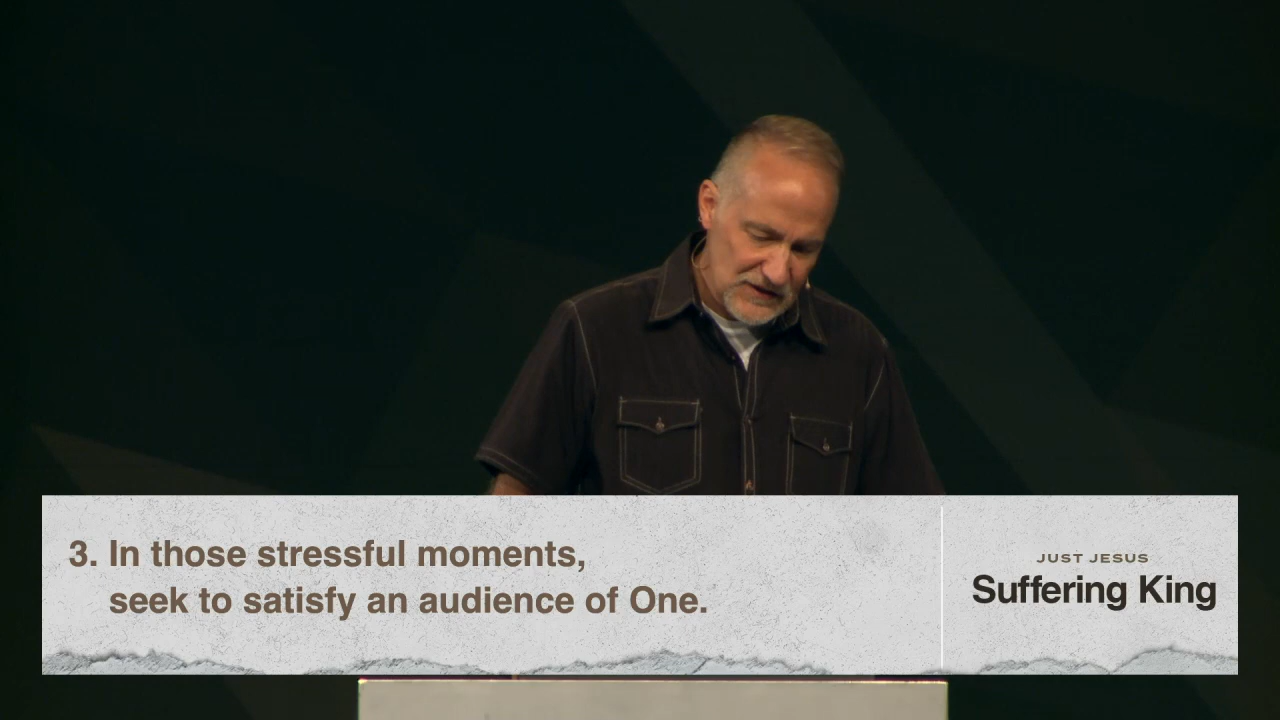 3. In those stressful moments,
seek to satisfy an audience of One.
JUST JESUS
Suffering King